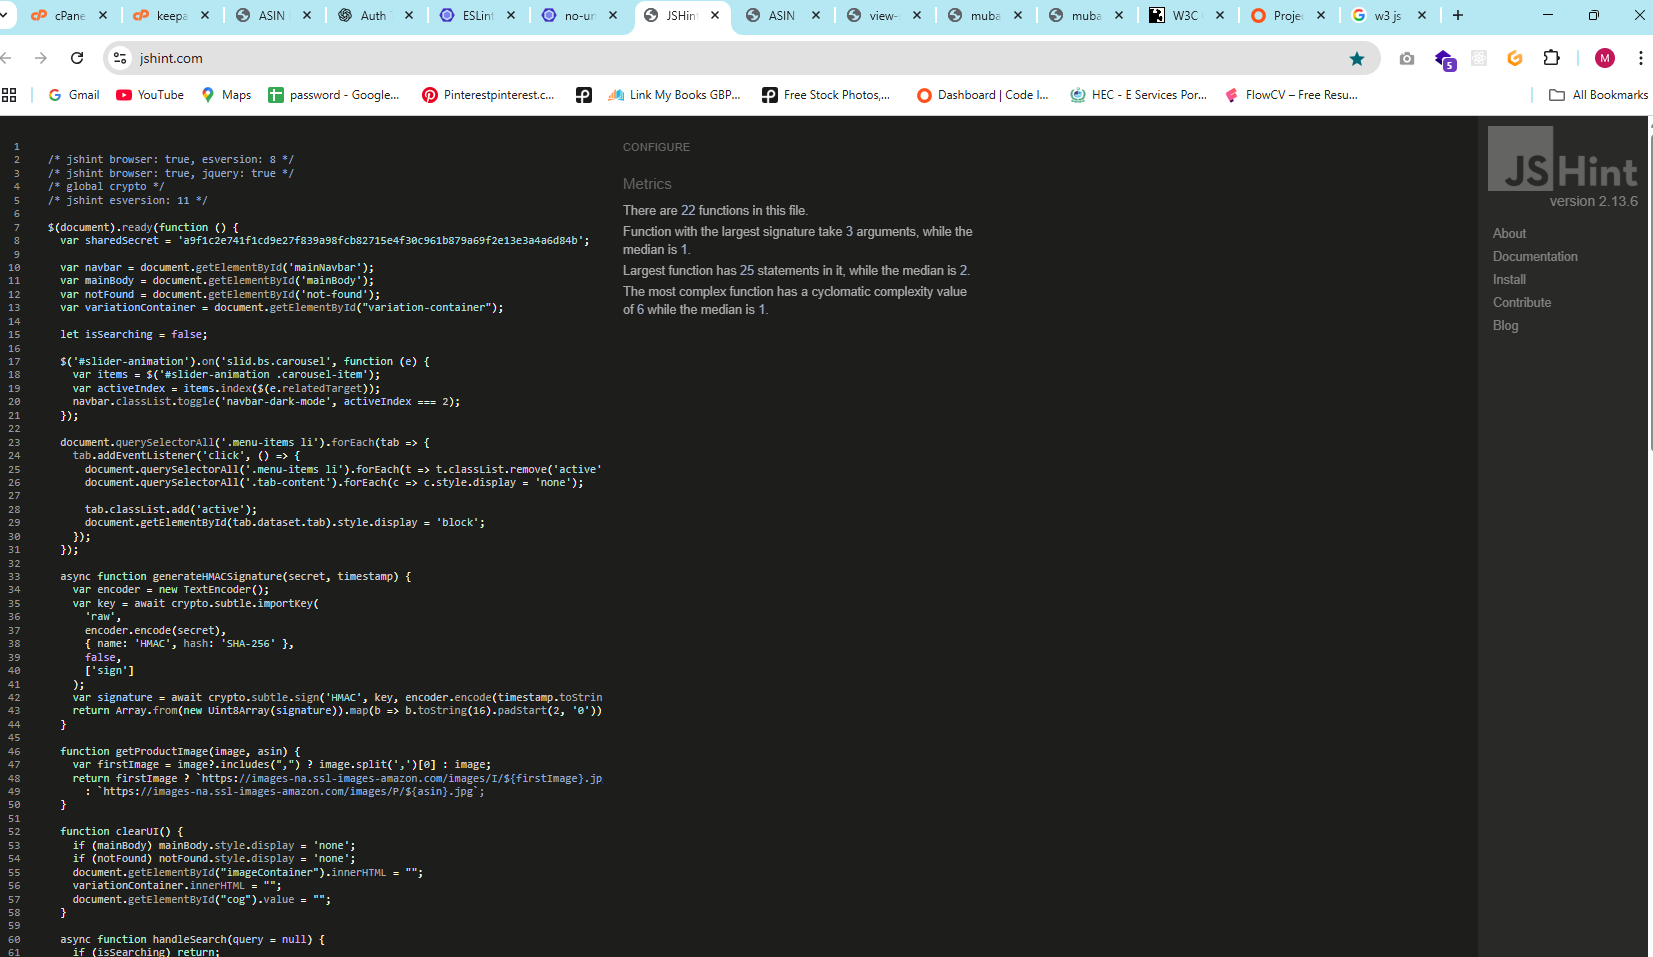 cPane
keepa
ASIN
Auth
ESLin
no-un
JSHin
ASIN
view-
muba
muba
W3C
Proje
w3 js
jshint.com
5
M
Gmail
YouTube
Maps
password - Google...
Pinterestpinterest.c...
Link My Books GBP...
Free Stock Photos,...
Dashboard | Code I...
HEC - E Services Por...
FlowCV – Free Resu...
All Bookmarks
1
2 /* jshint browser: true, esversion: 8 */
3 /* jshint browser: true, jquery: true */
4 /* global crypto */
5 /* jshint esversion: 11 */
6
7 $(document).ready(function () {
8 var sharedSecret = 'a9f1c2e741f1cd9e27f839a98fcb82715e4f30c961b879a69f2e13e3a4a6d84b';
9
10 var navbar = document.getElementById('mainNavbar');
11 var mainBody = document.getElementById('mainBody');
12 var notFound = document.getElementById('not-found');
13 var variationContainer = document.getElementById("variation-container");
14
15 let isSearching = false;
16
17 $('#slider-animation').on('slid.bs.carousel', function (e) {
18 var items = $('#slider-animation .carousel-item');
19 var activeIndex = items.index($(e.relatedTarget));
20 navbar.classList.toggle('navbar-dark-mode', activeIndex === 2);
21 });
22
23 document.querySelectorAll('.menu-items li').forEach(tab => {
24 tab.addEventListener('click', () => {
25 document.querySelectorAll('.menu-items li').forEach(t => t.classList.remove('active'
26 document.querySelectorAll('.tab-content').forEach(c => c.style.display = 'none');
27
28 tab.classList.add('active');
29 document.getElementById(tab.dataset.tab).style.display = 'block';
30 });
31 });
32
33 async function generateHMACSignature(secret, timestamp) {
34 var encoder = new TextEncoder();
35 var key = await crypto.subtle.importKey(
36 'raw',
37 encoder.encode(secret),
38 { name: 'HMAC', hash: 'SHA-256' },
39 false,
40 ['sign']
41 );
42 var signature = await crypto.subtle.sign('HMAC', key, encoder.encode(timestamp.toStrin
43 return Array.from(new Uint8Array(signature)).map(b => b.toString(16).padStart(2, '0'))
44 }
45
46 function getProductImage(image, asin) {
47 var firstImage = image?.includes(",") ? image.split(',')[0] : image;
48 return firstImage ? `https://images-na.ssl-images-amazon.com/images/I/${firstImage}.jp
49 : `https://images-na.ssl-images-amazon.com/images/P/${asin}.jpg`;
50 }
51
52 function clearUI() {
53 if (mainBody) mainBody.style.display = 'none';
54 if (notFound) notFound.style.display = 'none';
55 document.getElementById("imageContainer").innerHTML = "";
56 variationContainer.innerHTML = "";
57 document.getElementById("cog").value = "";
58 }
59
60 async function handleSearch(query = null) {
61 if (isSearching) return;
CONFIGURE
Metrics
There are 22 functions in this file.
Function with the largest signature take 3 arguments, while the
median is 1.
Largest function has 25 statements in it, while the median is 2.
The most complex function has a cyclomatic complexity value
of 6 while the median is 1.
JSHint
version 2.13.6
About
Documentation
Install
Contribute
Blog